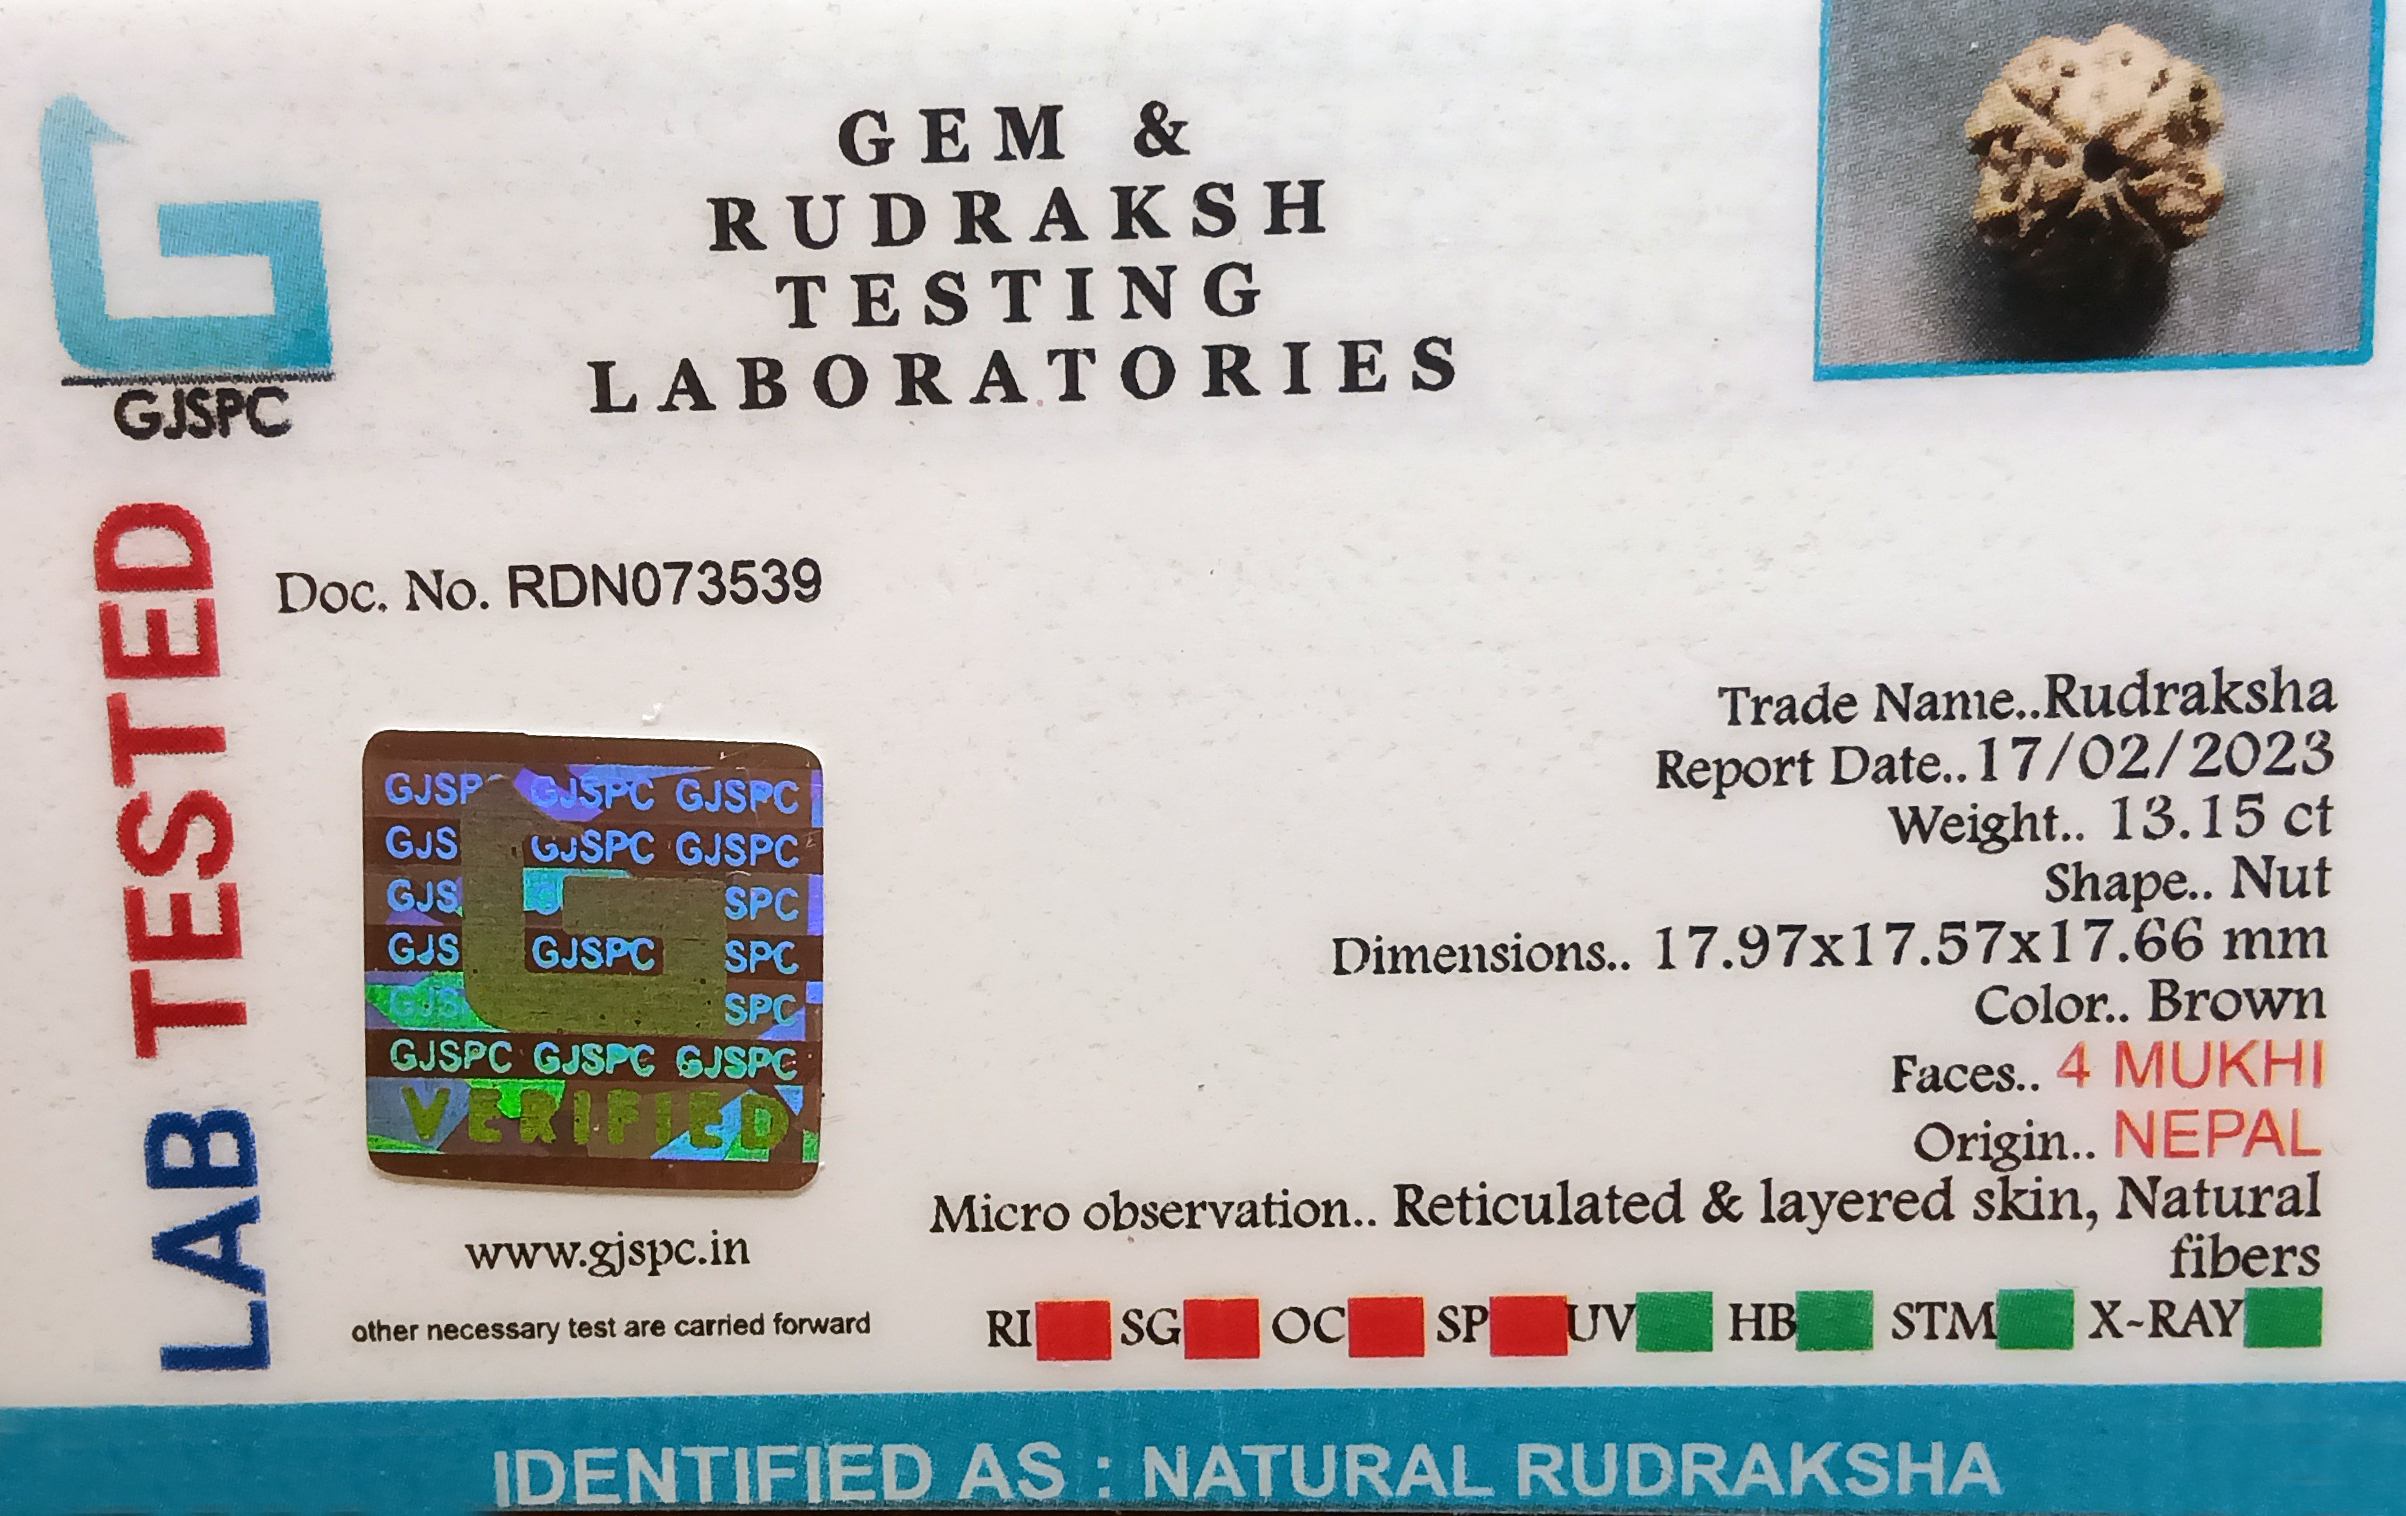 GEM &
RUDRAKSH
TESTING
LABORATORIES
GJSPC
LAB TESTED
Doc. No. RDN073539
Trade Name..Rudraksha
Report Date..17/02/2023
Weight.. 13.15 ct
Shape.. Nut
Dimensions.. 17.97x17.57x17.66 mm
Color.. Brown
Faces.. 4 MUKHI
Origin.. NEPAL
Micro observation.. Reticulated & layered skin, Natural
fibers
GJSP GJSPC GJSPC
GJS GJSPC GJSPC
GJS G SPC
GJS GJSPC SPC
GJS SPC
GJSPC GJSPC GJSPC
VERIFIED
www.gjspc.in
other necessary test are carried forward
RI SG OC SP UV HB STM X-RAY
IDENTIFIED AS : NATURAL RUDRAKSHA